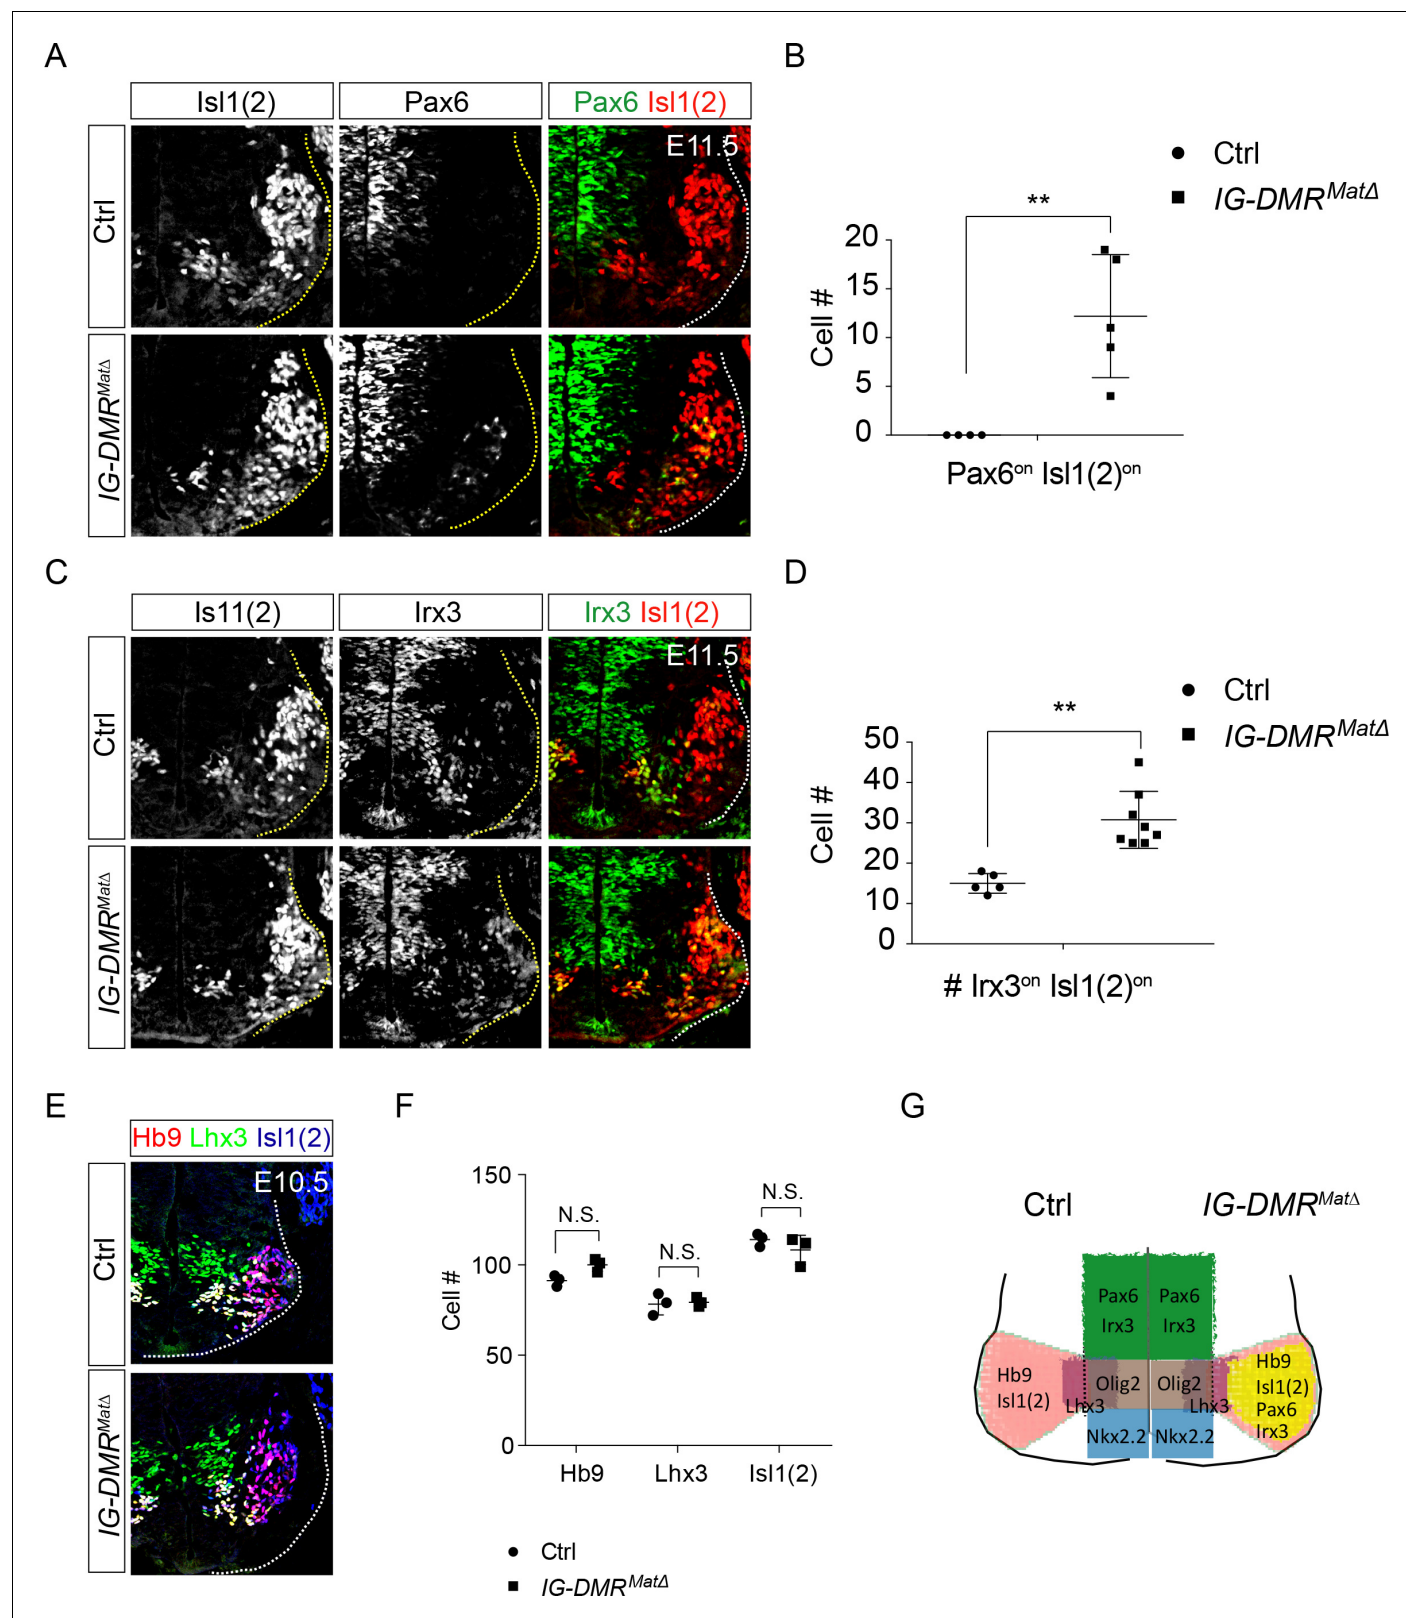 A
Isl1(2) Pax6 Pax6 Isl1(2)
Ctrl
E11.5
IG-DMR^MatΔ
B
Ctrl
IG-DMR^MatΔ
**
Cell #
20
15
10
5
0
Pax6^on Isl1(2)^on
C
Is11(2) Irx3 Irx3 Isl1(2)
Ctrl
E11.5
IG-DMR^MatΔ
D
Ctrl
IG-DMR^MatΔ
**
Cell #
50
40
30
20
10
0
# Irx3^on Isl1(2)^on
E
Hb9 Lhx3 Isl1(2)
Ctrl
E10.5
IG-DMR^MatΔ
F
Cell #
150
100
50
0
N.S.
N.S.
N.S.
Hb9 Lhx3 Isl1(2)
Ctrl
IG-DMR^MatΔ
G
Ctrl IG-DMR^MatΔ
Pax6 Pax6
Irx3 Irx3
Hb9
Isl1(2)
Lhx3
Olig2 Olig2
Lhx3
Nkx2.2 Nkx2.2
Hb9
Isl1(2)
Pax6
Irx3